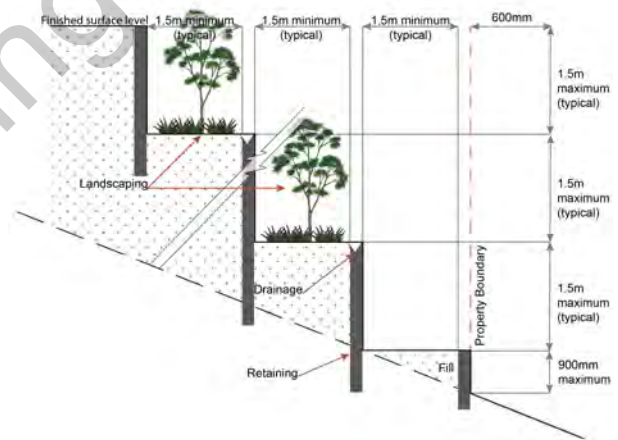 Finished surface level
1.5m minimum
(typical)
1.5m minimum
(typical)
1.5m minimum
(typical)
600mm
1.5m
maximum
(typical)
Landscaping
1.5m
maximum
(typical)
Drainage
Property Boundary
1.5m
maximum
(typical)
Retaining
Fill
900mm
maximum
ing